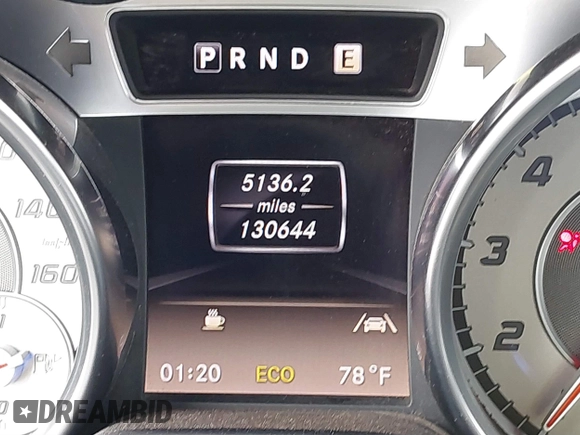 P R N D E
5136.2
miles
130644
140
160
4
3
2
01:20 ECO 78°F
DREAMBID